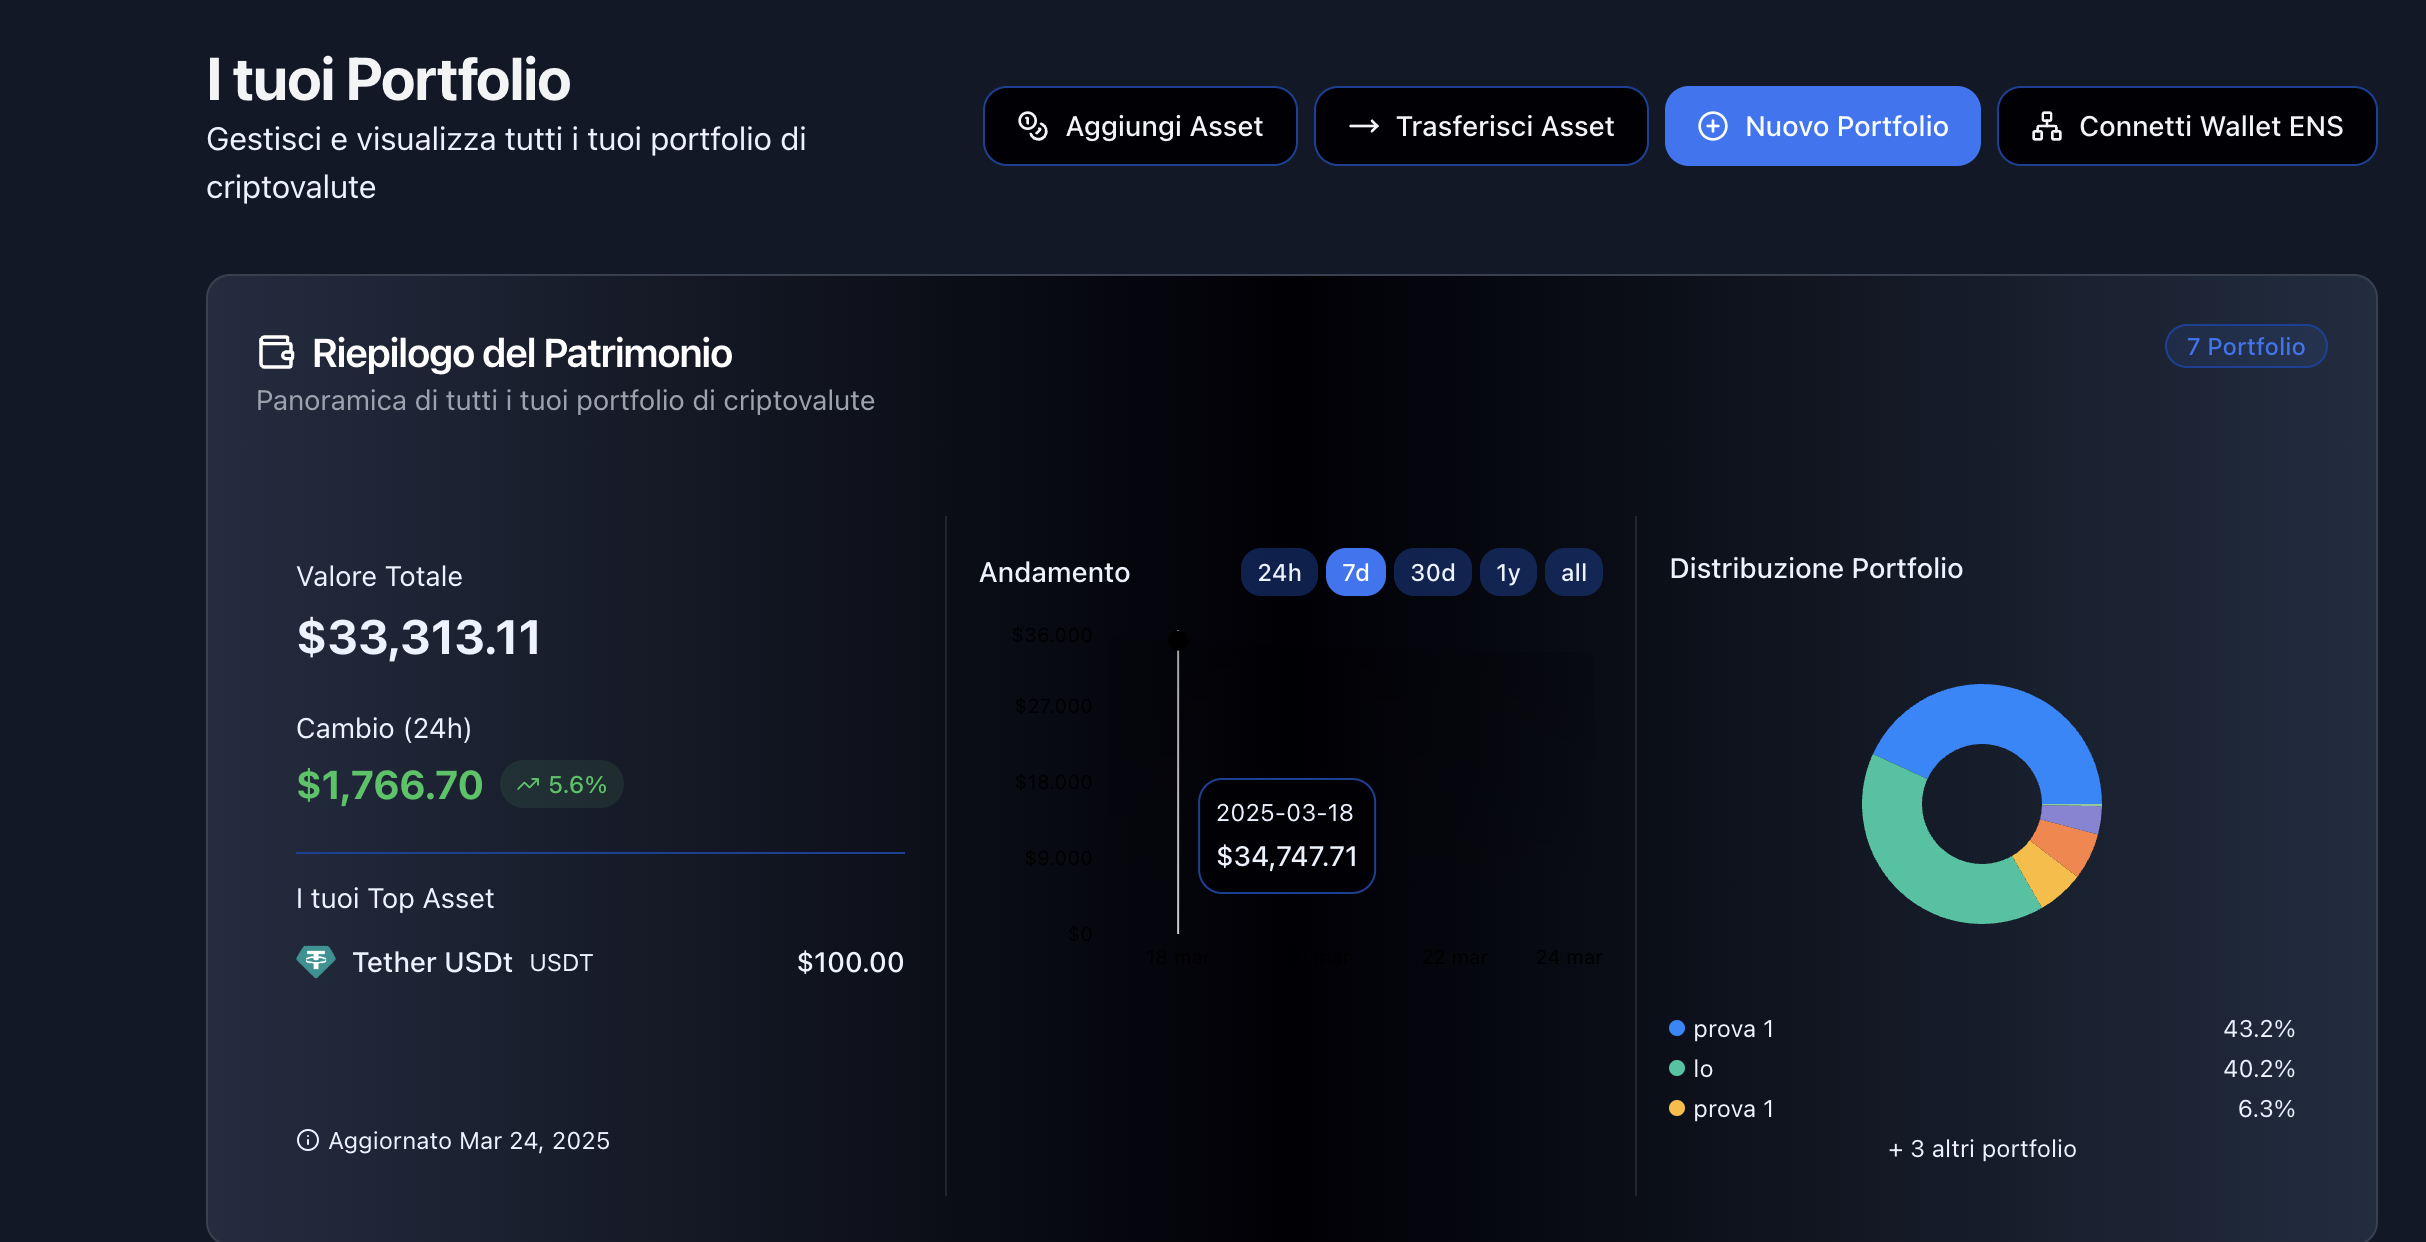 I tuoi Portfolio
Gestisci e visualizza tutti i tuoi portfolio di
criptovalute
Aggiungi Asset
Trasferisci Asset
Nuovo Portfolio
Connetti Wallet ENS
Riepilogo del Patrimonio
7 Portfolio
Panoramica di tutti i tuoi portfolio di criptovalute
Valore Totale
$33,313.11
Cambio (24h)
$1,766.70
5.6%
I tuoi Top Asset
Tether USDt USDT $100.00
Aggiornato Mar 24, 2025
Andamento
24h 7d 30d 1y all
$36.000
$27.000
$18.000
$9.000
$0
2025-03-18
$34,747.71
18 mar 22 mar 24 mar
Distribuzione Portfolio
prova 1 43.2%
lo 40.2%
prova 1 6.3%
+ 3 altri portfolio